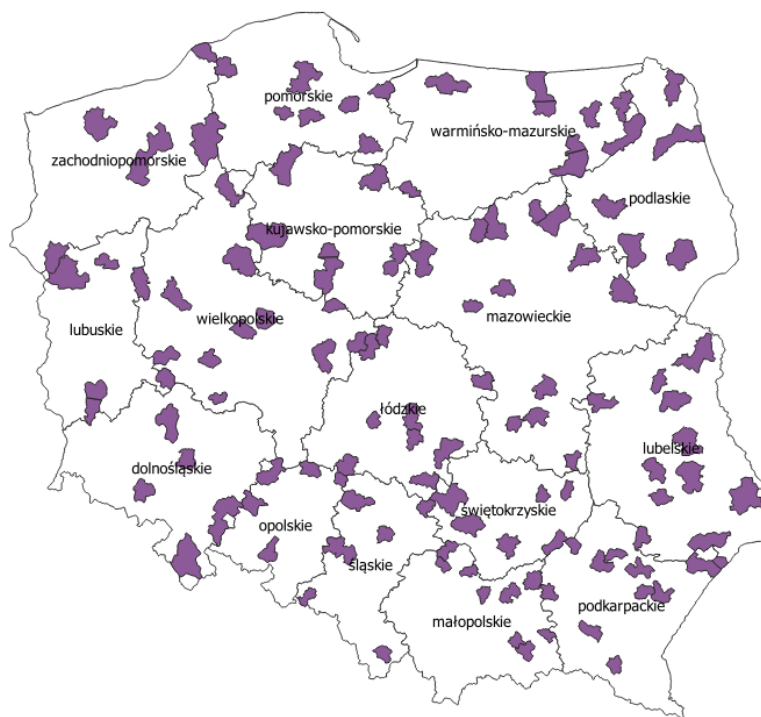 pomorskie
warmińsko-mazurskie
zachodniopomorskie
podlaskie
kujawsko-pomorskie
wielkopolskie
mazowieckie
lubuskie
łódzkie
lubelskie
dolnośląskie
świętokrzyskie
opolskie
śląskie
podkarpackie
małopolskie